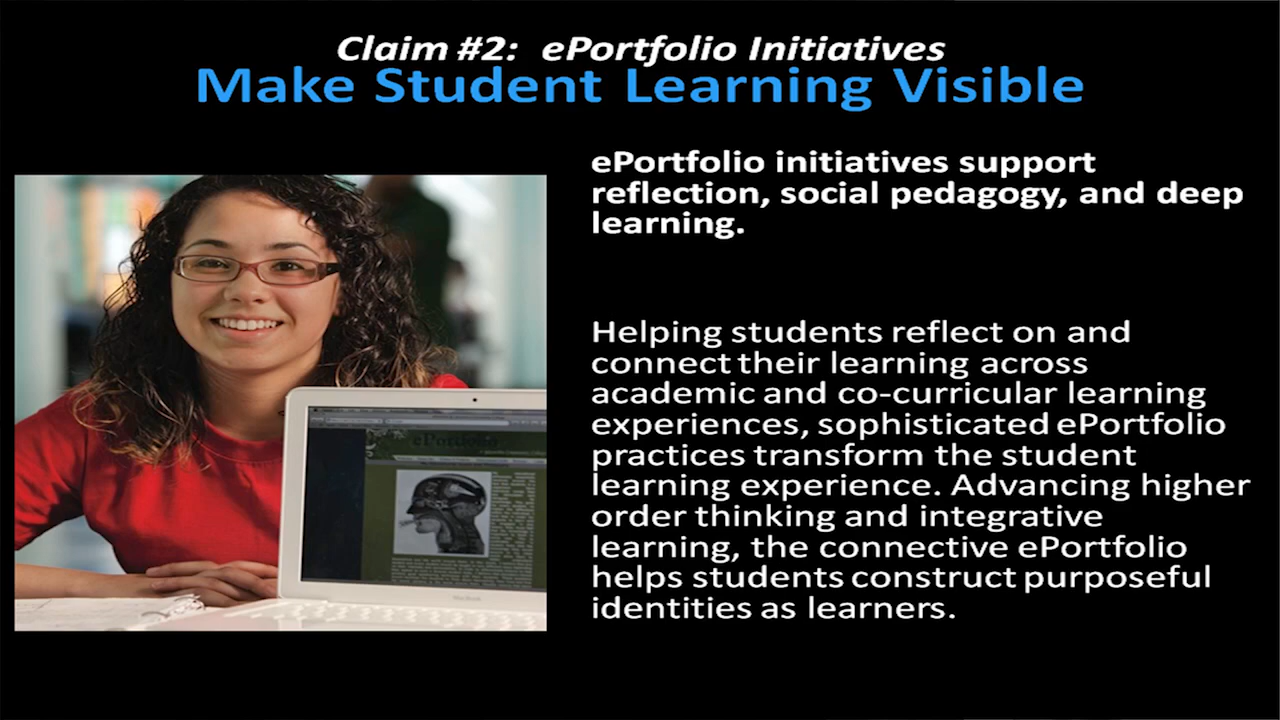 Claim #2: ePortfolio Initiatives
Make Student Learning Visible
ePortfolio initiatives support
reflection, social pedagogy, and deep
learning.
Helping students reflect on and
connect their learning across
academic and co-curricular learning
experiences, sophisticated ePortfolio
practices transform the student
learning experience. Advancing higher
order thinking and integrative
learning, the connective ePortfolio
helps students construct purposeful
identities as learners.
ePortfolio
MacBook